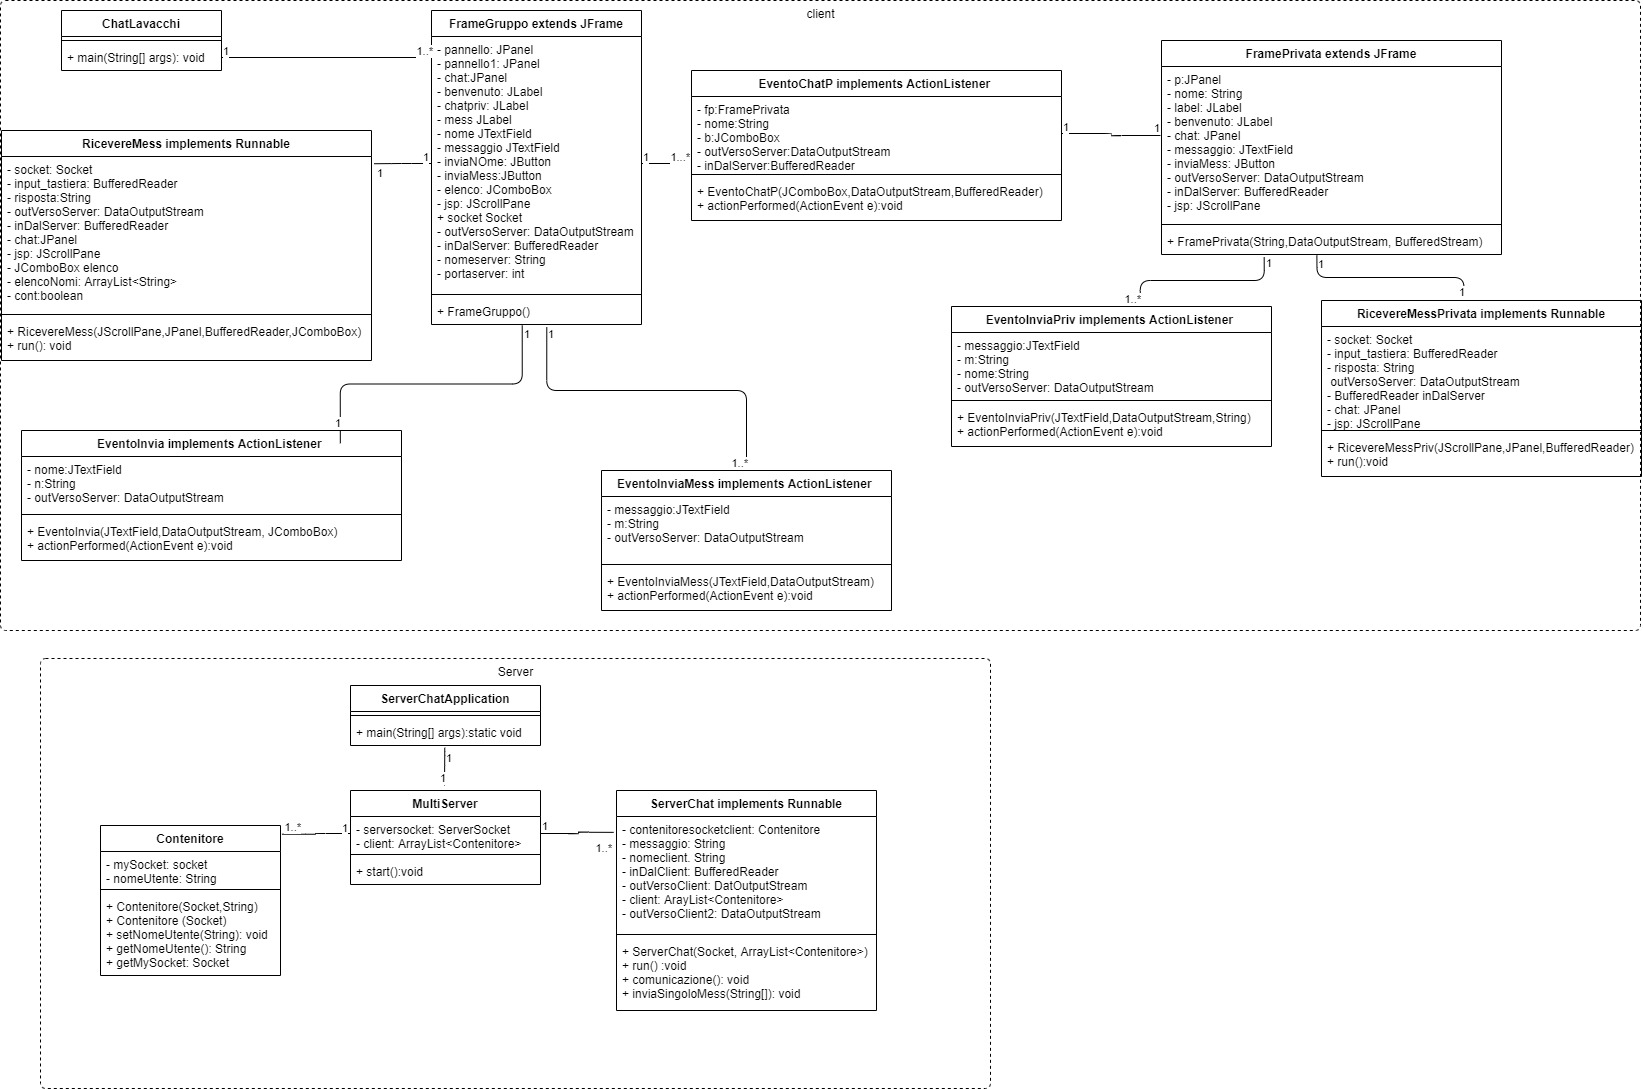 client
ChatLavacchi
+ main(String[] args): void
1
1..*
FrameGruppo extends JFrame
- pannello: JPanel
- pannello1: JPanel
- chat:JPanel
- benvenuto: JLabel
- chatpriv: JLabel
- mess JLabel
- nome JTextField
- messaggio JTextField
- inviaNOme: JButton
- inviaMess:JButton
- elenco: JComboBox
- jsp: JScrollPane
+ socket Socket
- outVersoServer: DataOutputStream
- inDalServer: BufferedReader
- nomeserver: String
- portaserver: int
+ FrameGruppo()
RicevereMess implements Runnable
- socket: Socket
- input_tastiera: BufferedReader
- risposta:String
- outVersoServer: DataOutputStream
- inDalServer: BufferedReader
- chat:JPanel
- jsp: JScrollPane
- JComboBox elenco
- elencoNomi: ArrayList<String>
- cont:boolean
+ RicevereMess(JScrollPane,JPanel,BufferedReader,JComboBox)
+ run(): void
1
1
1
1...*
EventoChatP implements ActionListener
- fp:FramePrivata
- nome:String
- b:JComboBox
- outVersoServer:DataOutputStream
- inDalServer:BufferedReader
+ EventoChatP(JComboBox,DataOutputStream,BufferedReader)
+ actionPerformed(ActionEvent e):void
1
1
FramePrivata extends JFrame
- p:JPanel
- nome: String
- label: JLabel
- benvenuto: JLabel
- chat: JPanel
- messaggio: JTextField
- inviaMess: JButton
- outVersoServer: DataOutputStream
- inDalServer: BufferedReader
- jsp: JScrollPane
+ FramePrivata(String,DataOutputStream, BufferedStream)
1
1
1..*
1
EventoInviaPriv implements ActionListener
- messaggio:JTextField
- m:String
- nome:String
- outVersoServer: DataOutputStream
+ EventoInviaPriv(JTextField,DataOutputStream,String)
+ actionPerformed(ActionEvent e):void
RicevereMessPrivata implements Runnable
- socket: Socket
- input_tastiera: BufferedReader
- risposta: String
outVersoServer: DataOutputStream
- BufferedReader inDalServer
- chat: JPanel
- jsp: JScrollPane
+ RicevereMessPriv(JScrollPane,JPanel,BufferedReader)
+ run():void
1
1
1
1..*
EventoInvia implements ActionListener
- nome:JTextField
- n:String
- outVersoServer: DataOutputStream
+ EventoInvia(JTextField,DataOutputStream, JComboBox)
+ actionPerformed(ActionEvent e):void
EventoInviaMess implements ActionListener
- messaggio:JTextField
- m:String
- outVersoServer: DataOutputStream
+ EventoInviaMess(JTextField,DataOutputStream)
+ actionPerformed(ActionEvent e):void
Server
ServerChatApplication
+ main(String[] args):static void
1
1
MultiServer
- serversocket: ServerSocket
- client: ArrayList<Contenitore>
+ start():void
1..*
1
1
1..*
Contenitore
- mySocket: socket
- nomeUtente: String
+ Contenitore(Socket,String)
+ Contenitore (Socket)
+ setNomeUtente(String): void
+ getNomeUtente(): String
+ getMySocket: Socket
ServerChat implements Runnable
- contenitoresocketclient: Contenitore
- messaggio: String
- nomeclient. String
- inDalClient: BufferedReader
- outVersoClient: DatOutputStream
- client: ArayList<Contenitore>
- outVersoClient2: DataOutputStream
+ ServerChat(Socket, ArrayList<Contenitore>)
+ run() :void
+ comunicazione(): void
+ inviaSingoloMess(String[]): void